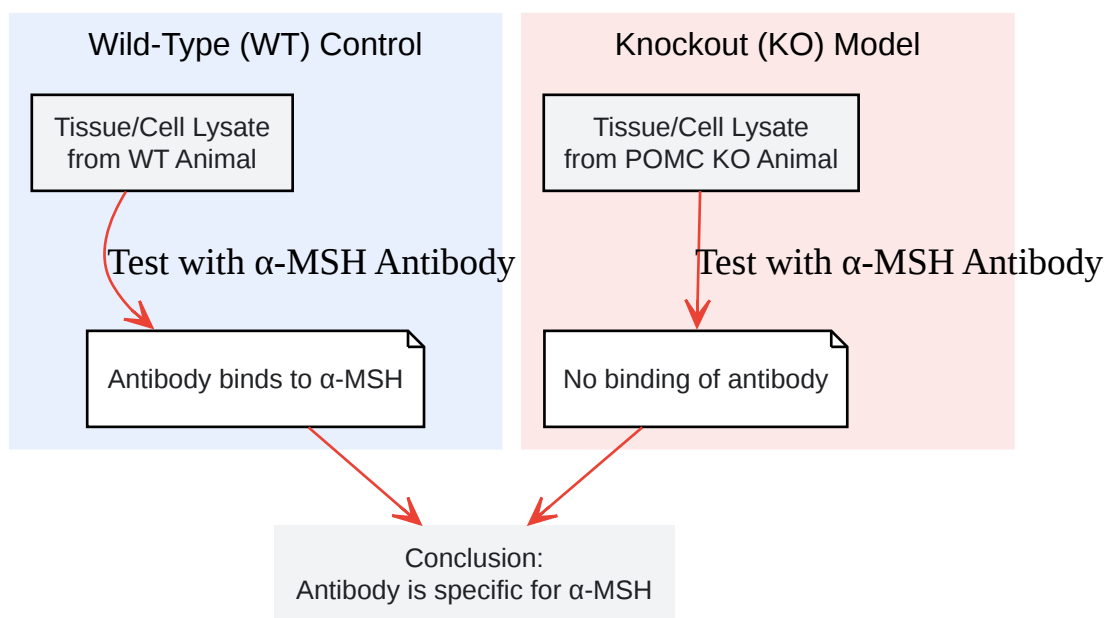 Wild-Type (WT) Control
Tissue/Cell Lysate
from WT Animal
Test with α-MSH Antibody
Antibody binds to α-MSH
Knockout (KO) Model
Tissue/Cell Lysate
from POMC KO Animal
Test with α-MSH Antibody
No binding of antibody
Conclusion:
Antibody is specific for α-MSH